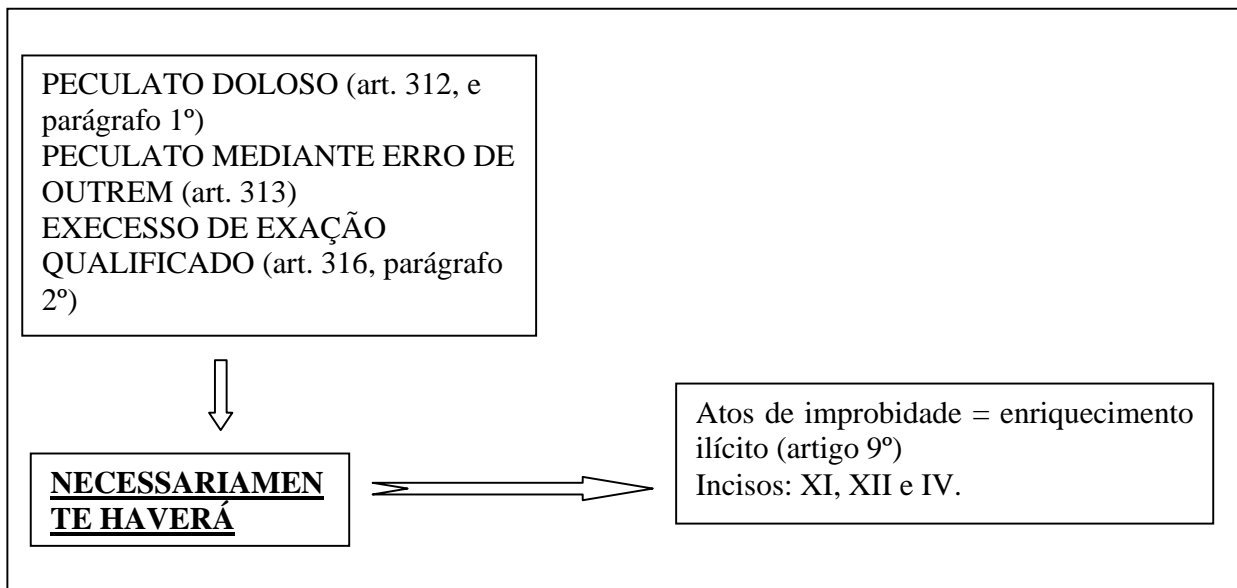 PECULATO DOLOSO (art. 312, e
parágrafo 1º)
PECULATO MEDIANTE ERRO DE
OUTREM (art. 313)
EXECESSO DE EXAÇÃO
QUALIFICADO (art. 316, parágrafo
2º)
NECESSARIAMEN
TE HAVERÁ
Atos de improbidade = enriquecimento
ilícito (artigo 9º)
Incisos: XI, XII e IV.